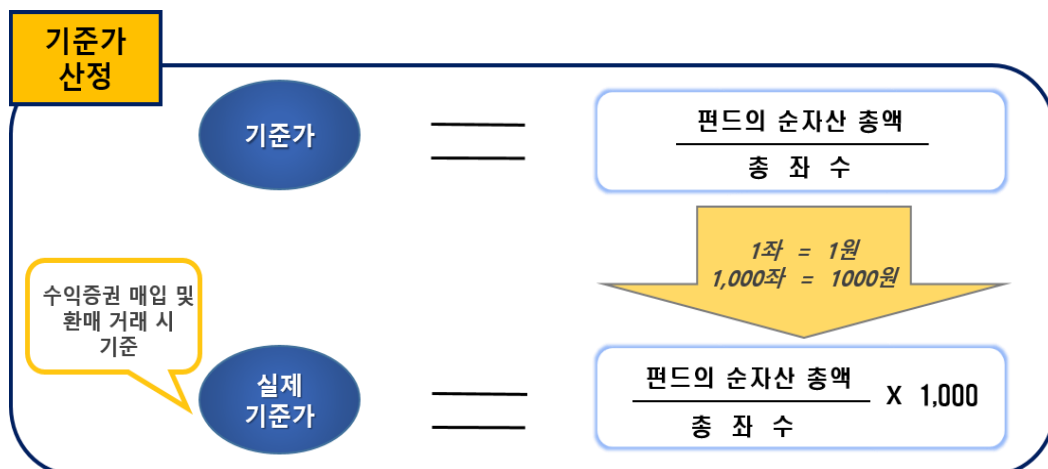 기준가
산정
기준가
펀드의 순자산 총액
총 좌 수
1좌 = 1원
1,000좌 = 1000원
수익증권 매입 및
환매 거래 시
기준
실제
기준가
펀드의 순자산 총액
총 좌 수
X 1,000